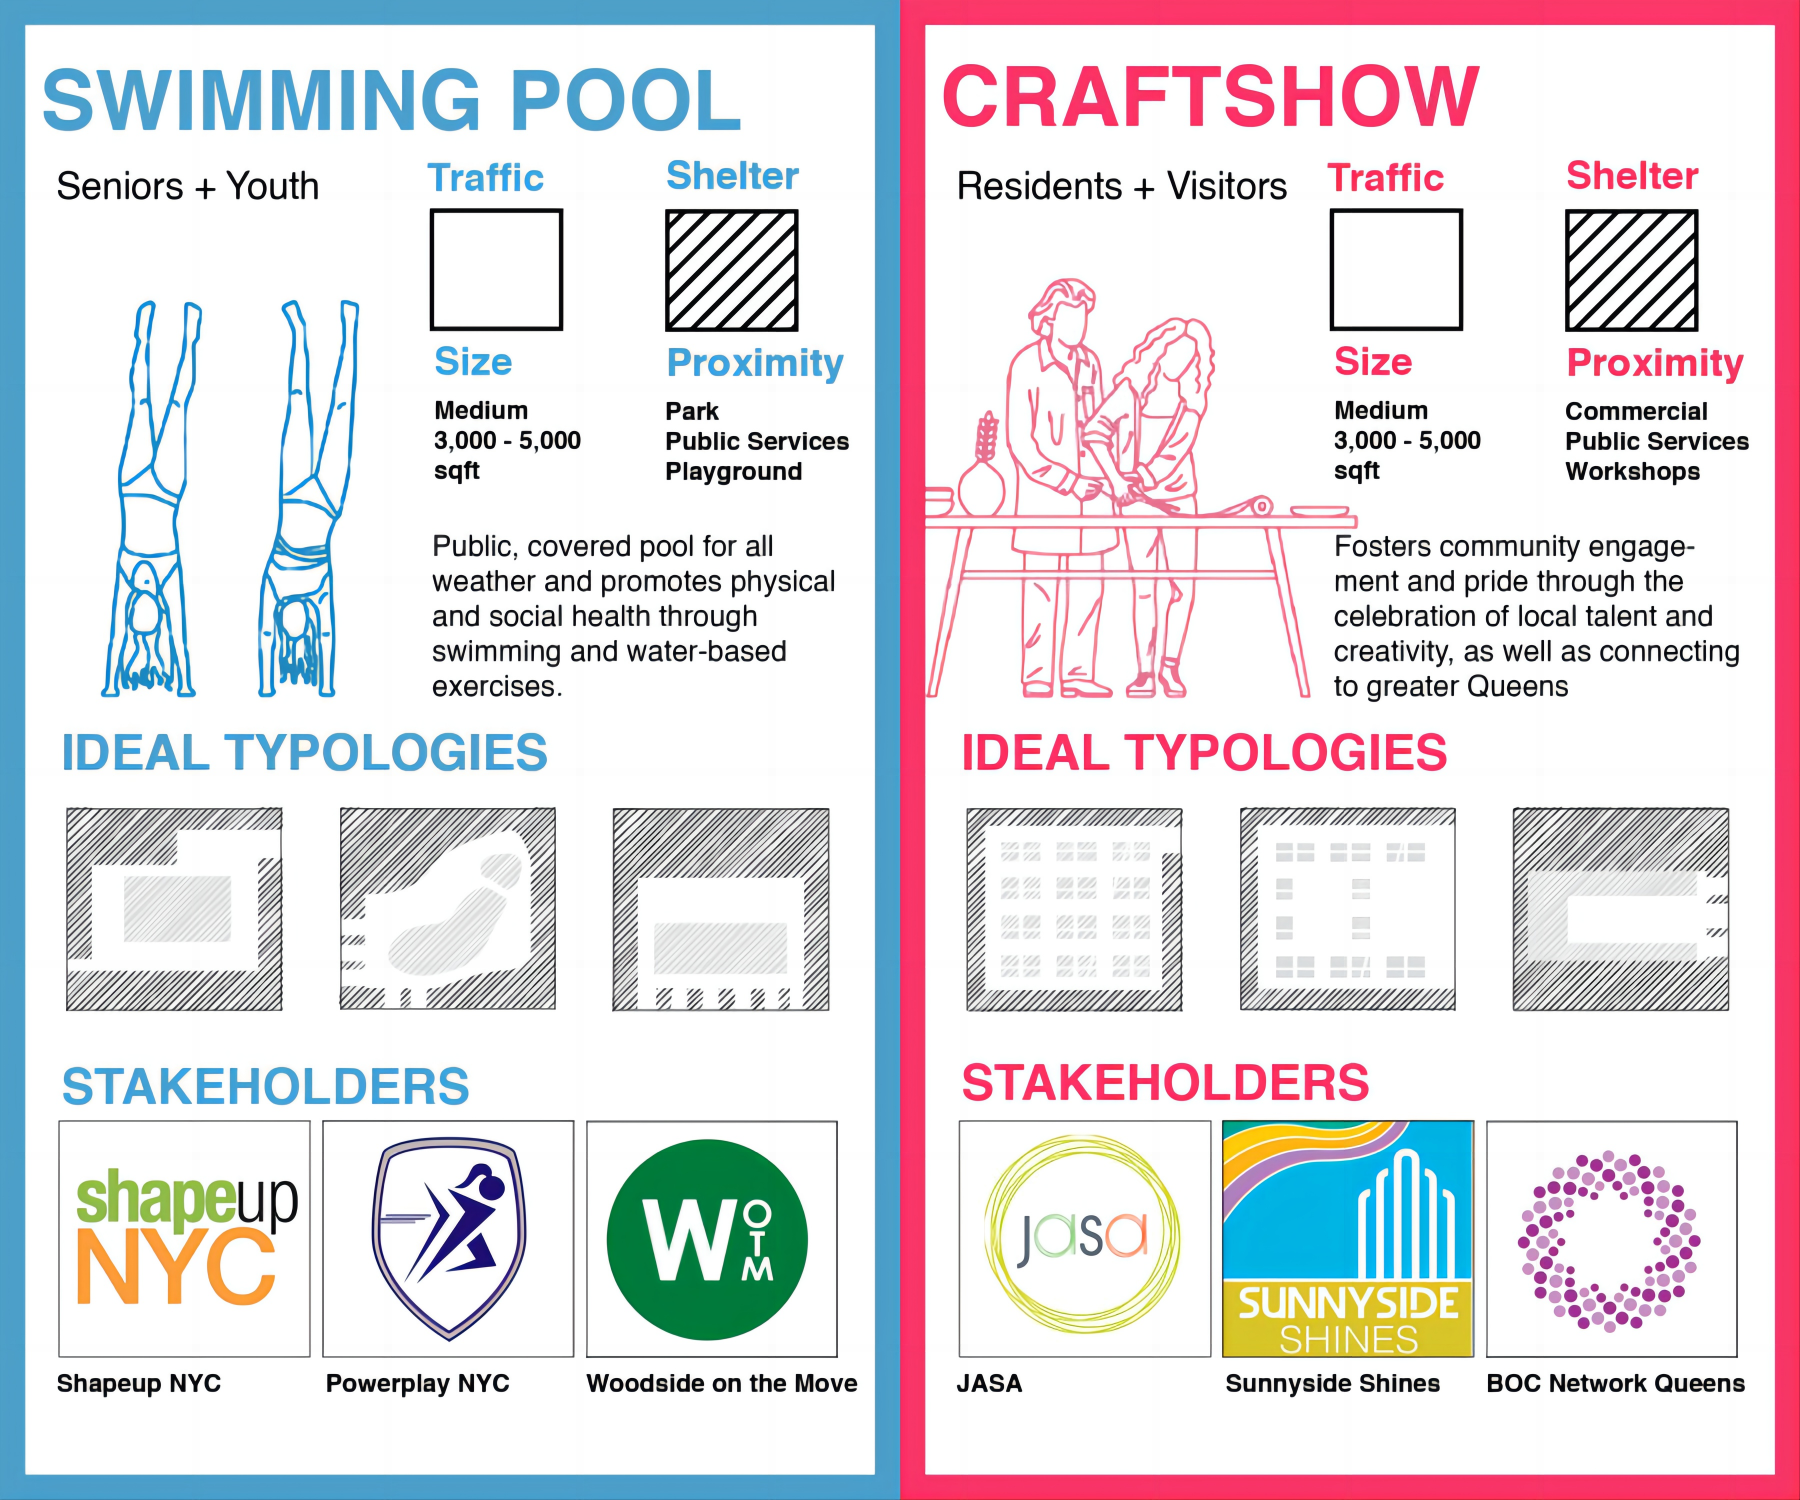 SWIMMING POOL
Seniors + Youth
Traffic
Shelter
Size
Medium
3,000 - 5,000
sqft
Proximity
Park
Public Services
Playground
Public, covered pool for all
weather and promotes physical
and social health through
swimming and water-based
exercises.
IDEAL TYPOLOGIES
STAKEHOLDERS
shapeup
NYC
W
O
T
M
Shapeup NYC
Powerplay NYC
Woodside on the Move
CRAFTSHOW
Residents + Visitors
Traffic
Shelter
Size
Medium
3,000 - 5,000
sqft
Proximity
Commercial
Public Services
Workshops
Fosters community engage-
ment and pride through the
celebration of local talent and
creativity, as well as connecting
to greater Queens
IDEAL TYPOLOGIES
STAKEHOLDERS
jasa
SUNNYSIDE
SHINES
JASA
Sunnyside Shines
BOC Network Queens